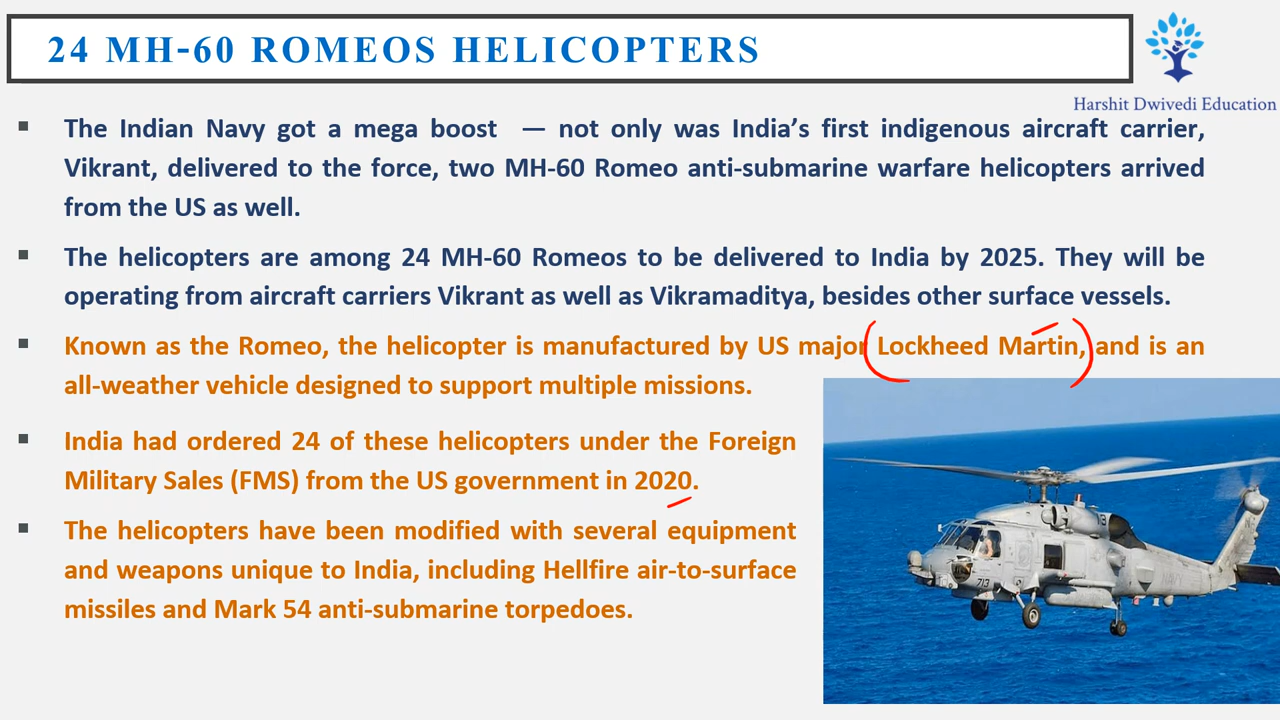 24 MH-60 ROMEOS HELICOPTERS
Harshit Dwivedi Education
▪ The Indian Navy got a mega boost — not only was India’s first indigenous aircraft carrier,
Vikrant, delivered to the force, two MH-60 Romeo anti-submarine warfare helicopters arrived
from the US as well.
▪ The helicopters are among 24 MH-60 Romeos to be delivered to India by 2025. They will be
operating from aircraft carriers Vikrant as well as Vikramaditya, besides other surface vessels.
▪ Known as the Romeo, the helicopter is manufactured by US major Lockheed Martin, and is an
all-weather vehicle designed to support multiple missions.
▪ India had ordered 24 of these helicopters under the Foreign
Military Sales (FMS) from the US government in 2020.
▪ The helicopters have been modified with several equipment
and weapons unique to India, including Hellfire air-to-surface
missiles and Mark 54 anti-submarine torpedoes.
713